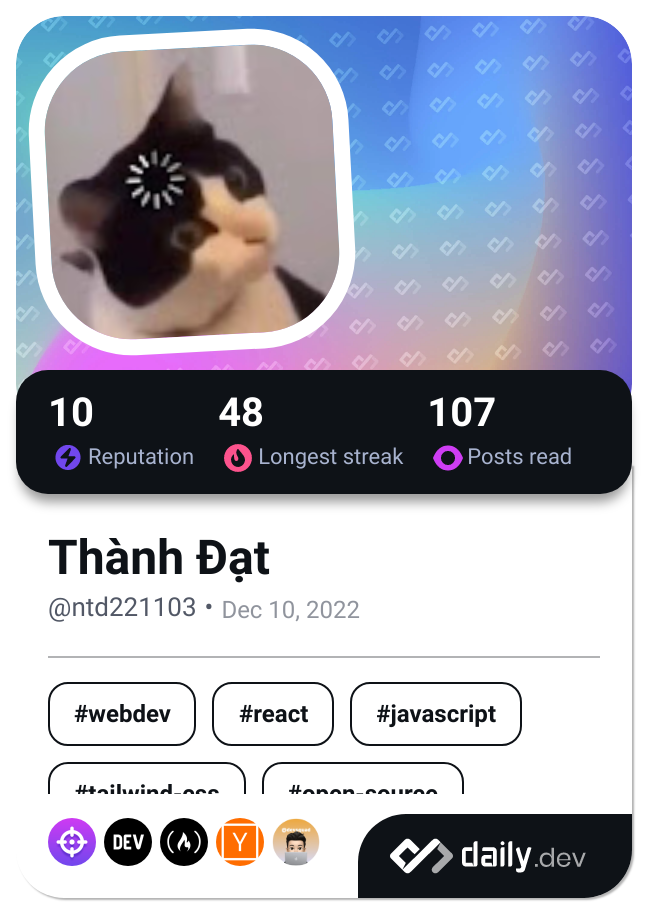 10 48 107
Reputation Longest streak Posts read
Thành Đạt
@ntd221103 • Dec 10, 2022
#webdev #react #javascript
#tailwind-css #open-source
DEV Y daily.dev